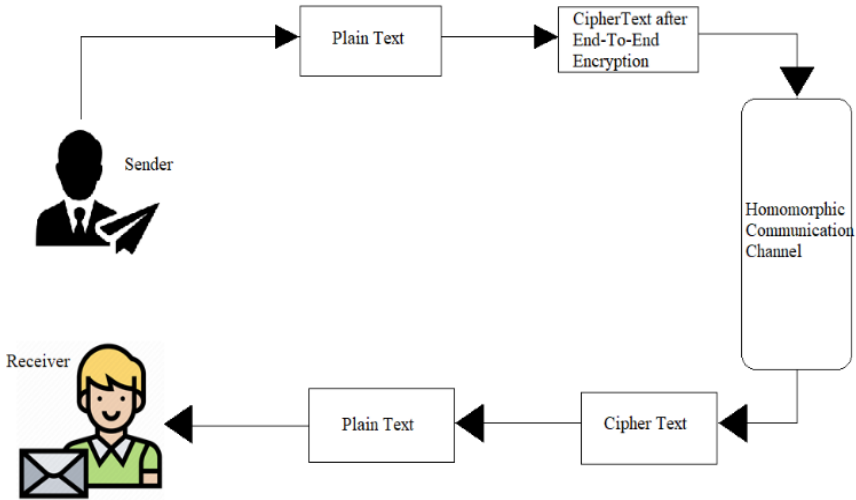 Plain Text
CipherText after
End-To-End
Encryption
Sender
Homomorphic
Communication
Channel
Receiver
Plain Text
Cipher Text